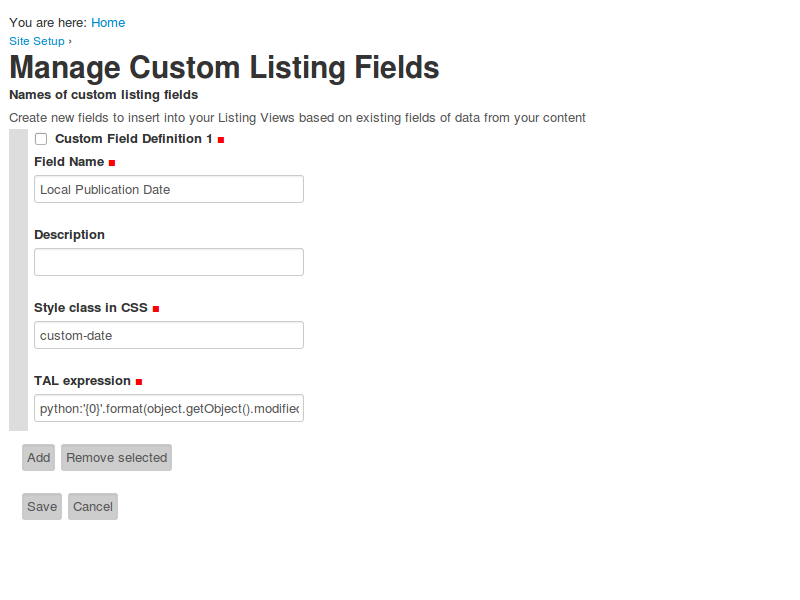 You are here: Home
Site Setup ›
Manage Custom Listing Fields
Names of custom listing fields
Create new fields to insert into your Listing Views based on existing fields of data from your content
Custom Field Definition 1
Field Name
Local Publication Date
Description
Style class in CSS
custom-date
TAL expression
python:'{0}'.format(object.getObject().modified
Add Remove selected
Save Cancel